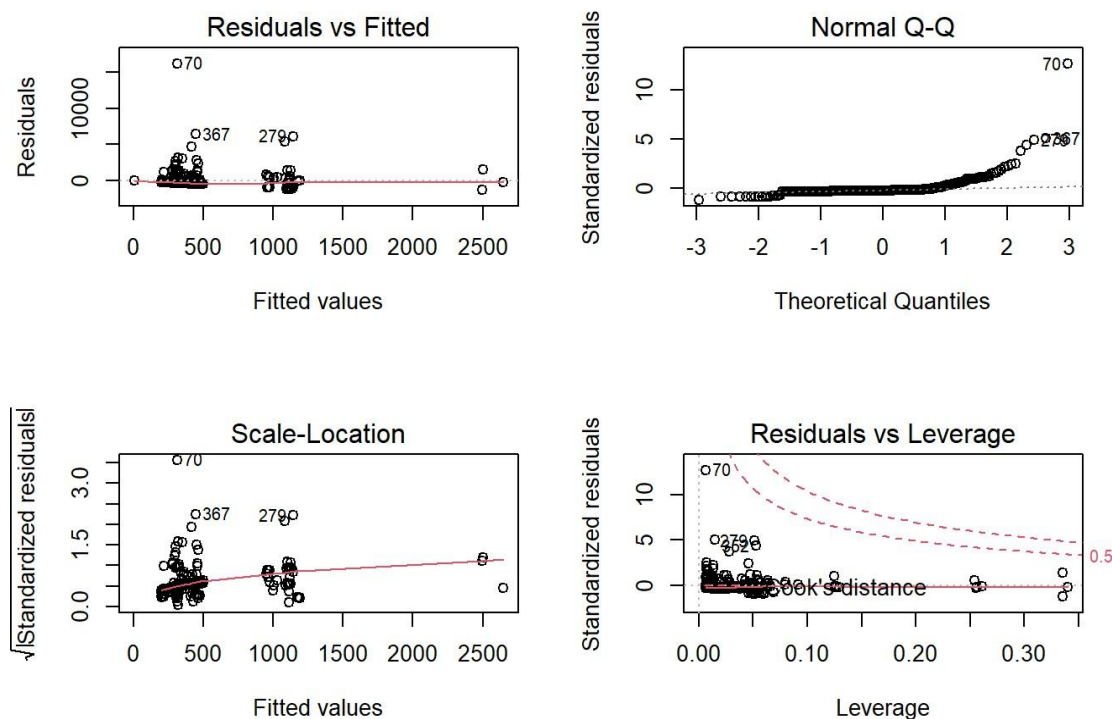 Residuals vs Fitted
Residuals
10000
0
70
367
279
0 500 1000 1500 2000 2500
Fitted values
Normal Q-Q
Standardized residuals
10
5
0
70
367
-3 -2 -1 0 1 2 3
Theoretical Quantiles
Scale-Location
√|Standardized residuals|
3.0
1.5
0.0
70
367
279
0 500 1000 1500 2000 2500
Fitted values
Residuals vs Leverage
Standardized residuals
10
5
0
70
279
362
0.5
Cook's distance
0.00 0.10 0.20 0.30
Leverage